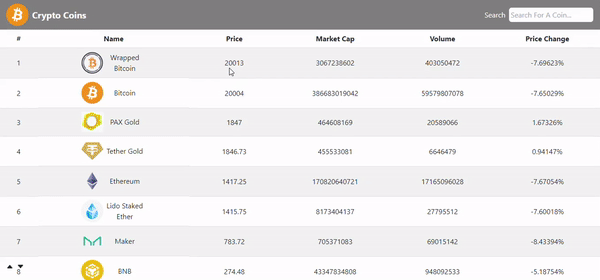 Crypto Coins Search Search For A Coin...
# Name Price Market Cap Volume Price Change
1 Wrapped Bitcoin 20013 3067238602 403050472 -7.69623%
2 Bitcoin 20004 386683019042 59579807078 -7.65029%
3 PAX Gold 1847 464608169 20589066 1.67326%
4 Tether Gold 1846.73 455533081 6646479 0.94147%
5 Ethereum 1417.25 170820640721 17165096028 -7.67054%
6 Lido Staked Ether 1415.75 8173404137 27795512 -7.60018%
7 Maker 783.72 705371083 69015142 -8.43394%
8 BNB 274.48 43347834808 948092533 -5.18754%